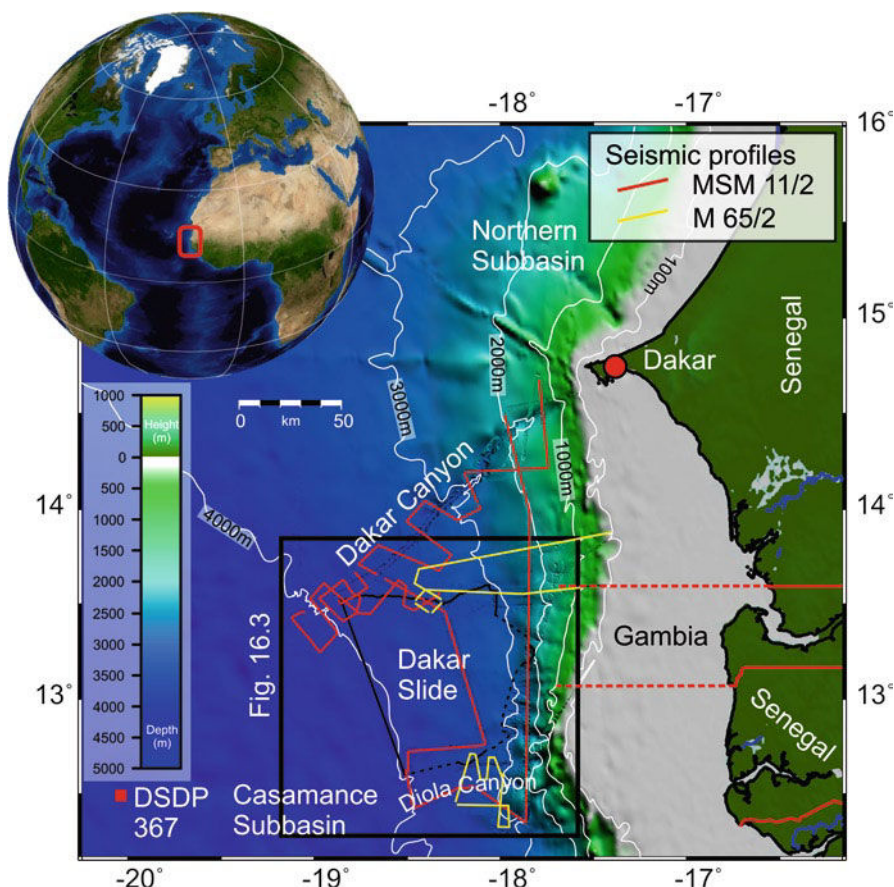 -18°
-17°
16°
Seismic profiles
MSM 11/2
M 65/2
Northern
Subbasin
100m
15°
2000m
Dakar
Senegal
3000m
1000
500
0
500
1000
1500
2000
2500
3000
3500
4000
4500
5000
Height
(m)
Depth
(m)
0
50
km
1000m
14°
Dakar Canyon
4000m
Fig. 16.3
Dakar
Slide
Gambia
13°
Senegal
Diola Canyon
DSDP
367
Casamance
Subbasin
-20°
-19°
-18°
-17°